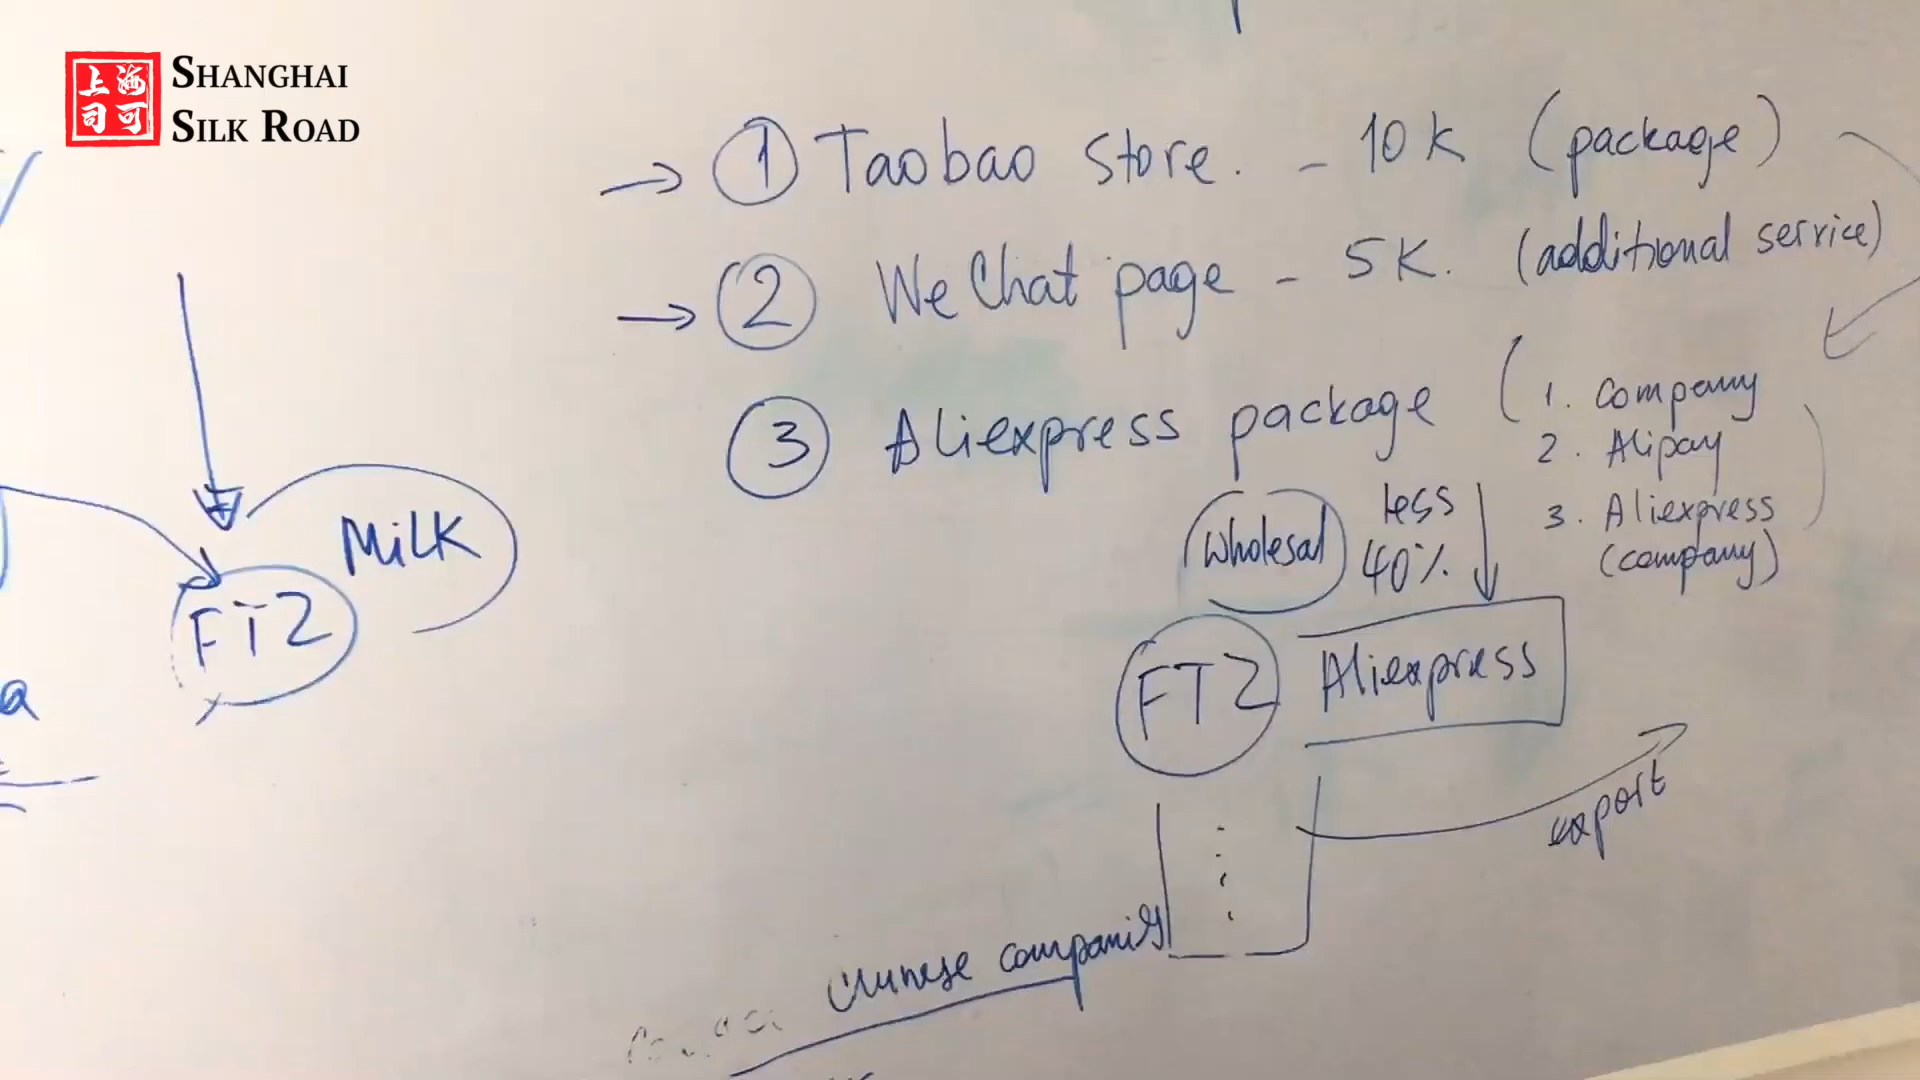 上海
司可
SHANGHAI
SILK ROAD
→ ① Taobao store. - 10K (package)
→ ② WeChat page - 5K. (additional service)
③ Aliexpress package (1. Company
2. Alipay
3. Aliexpress
(company))
Wholesal
less
40%
MiLK
FTZ
FTZ
Aliexpress
export
a
Chinese companies